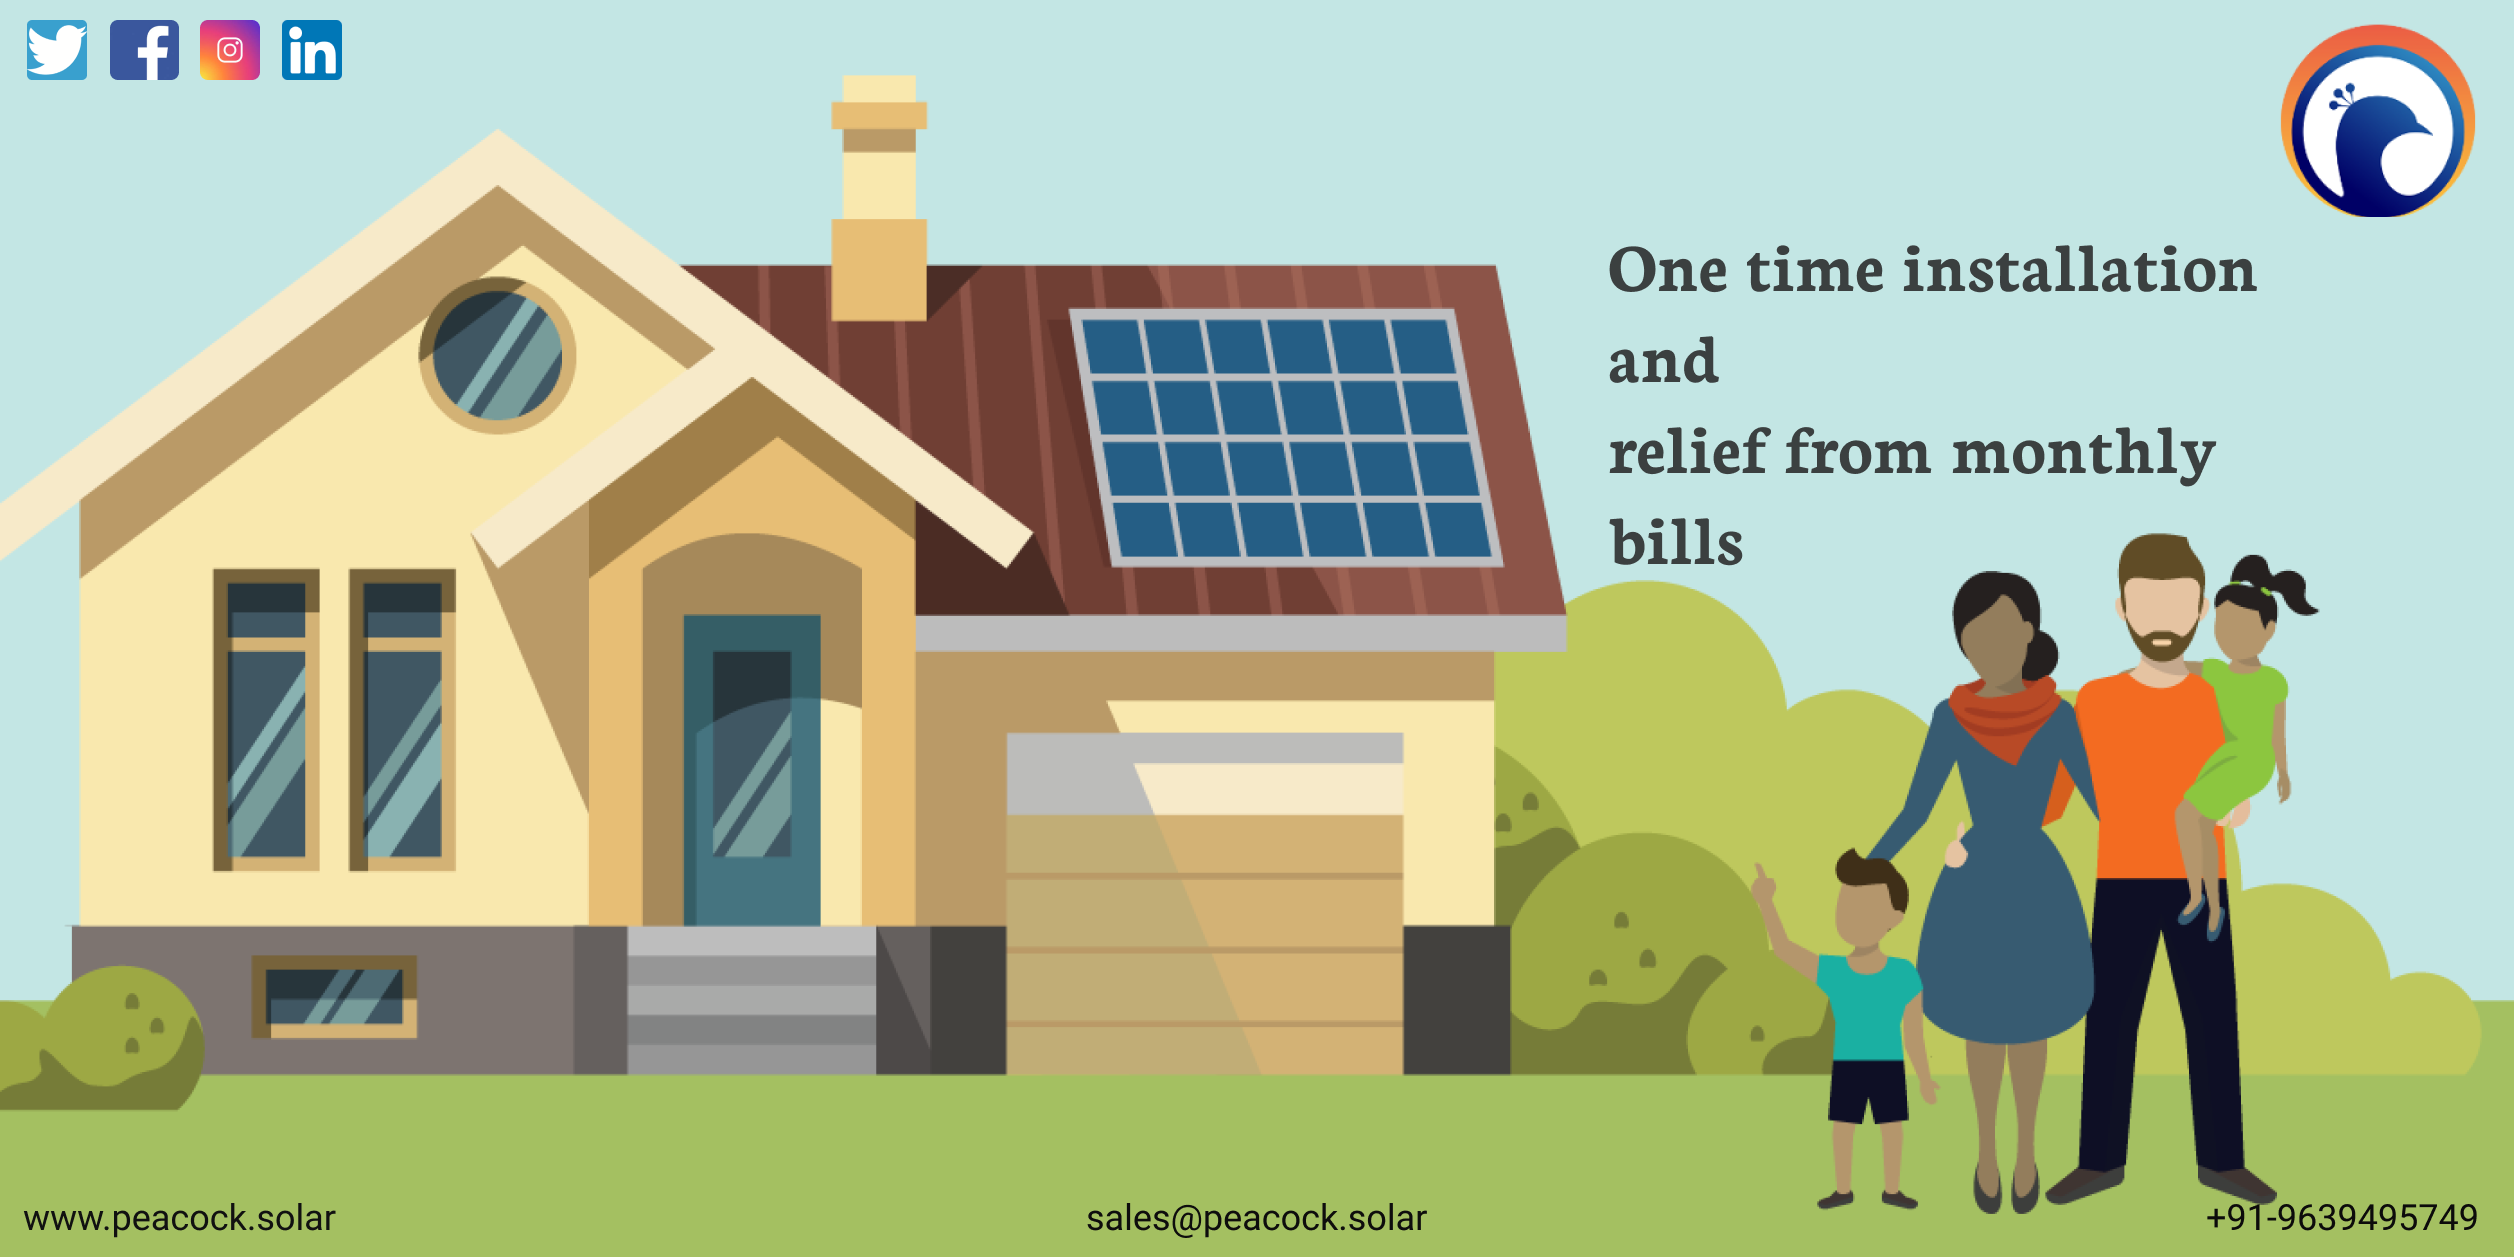 One time installation
and
relief from monthly
bills
www.peacock.solar
sales@peacock.solar
+91-9639495749